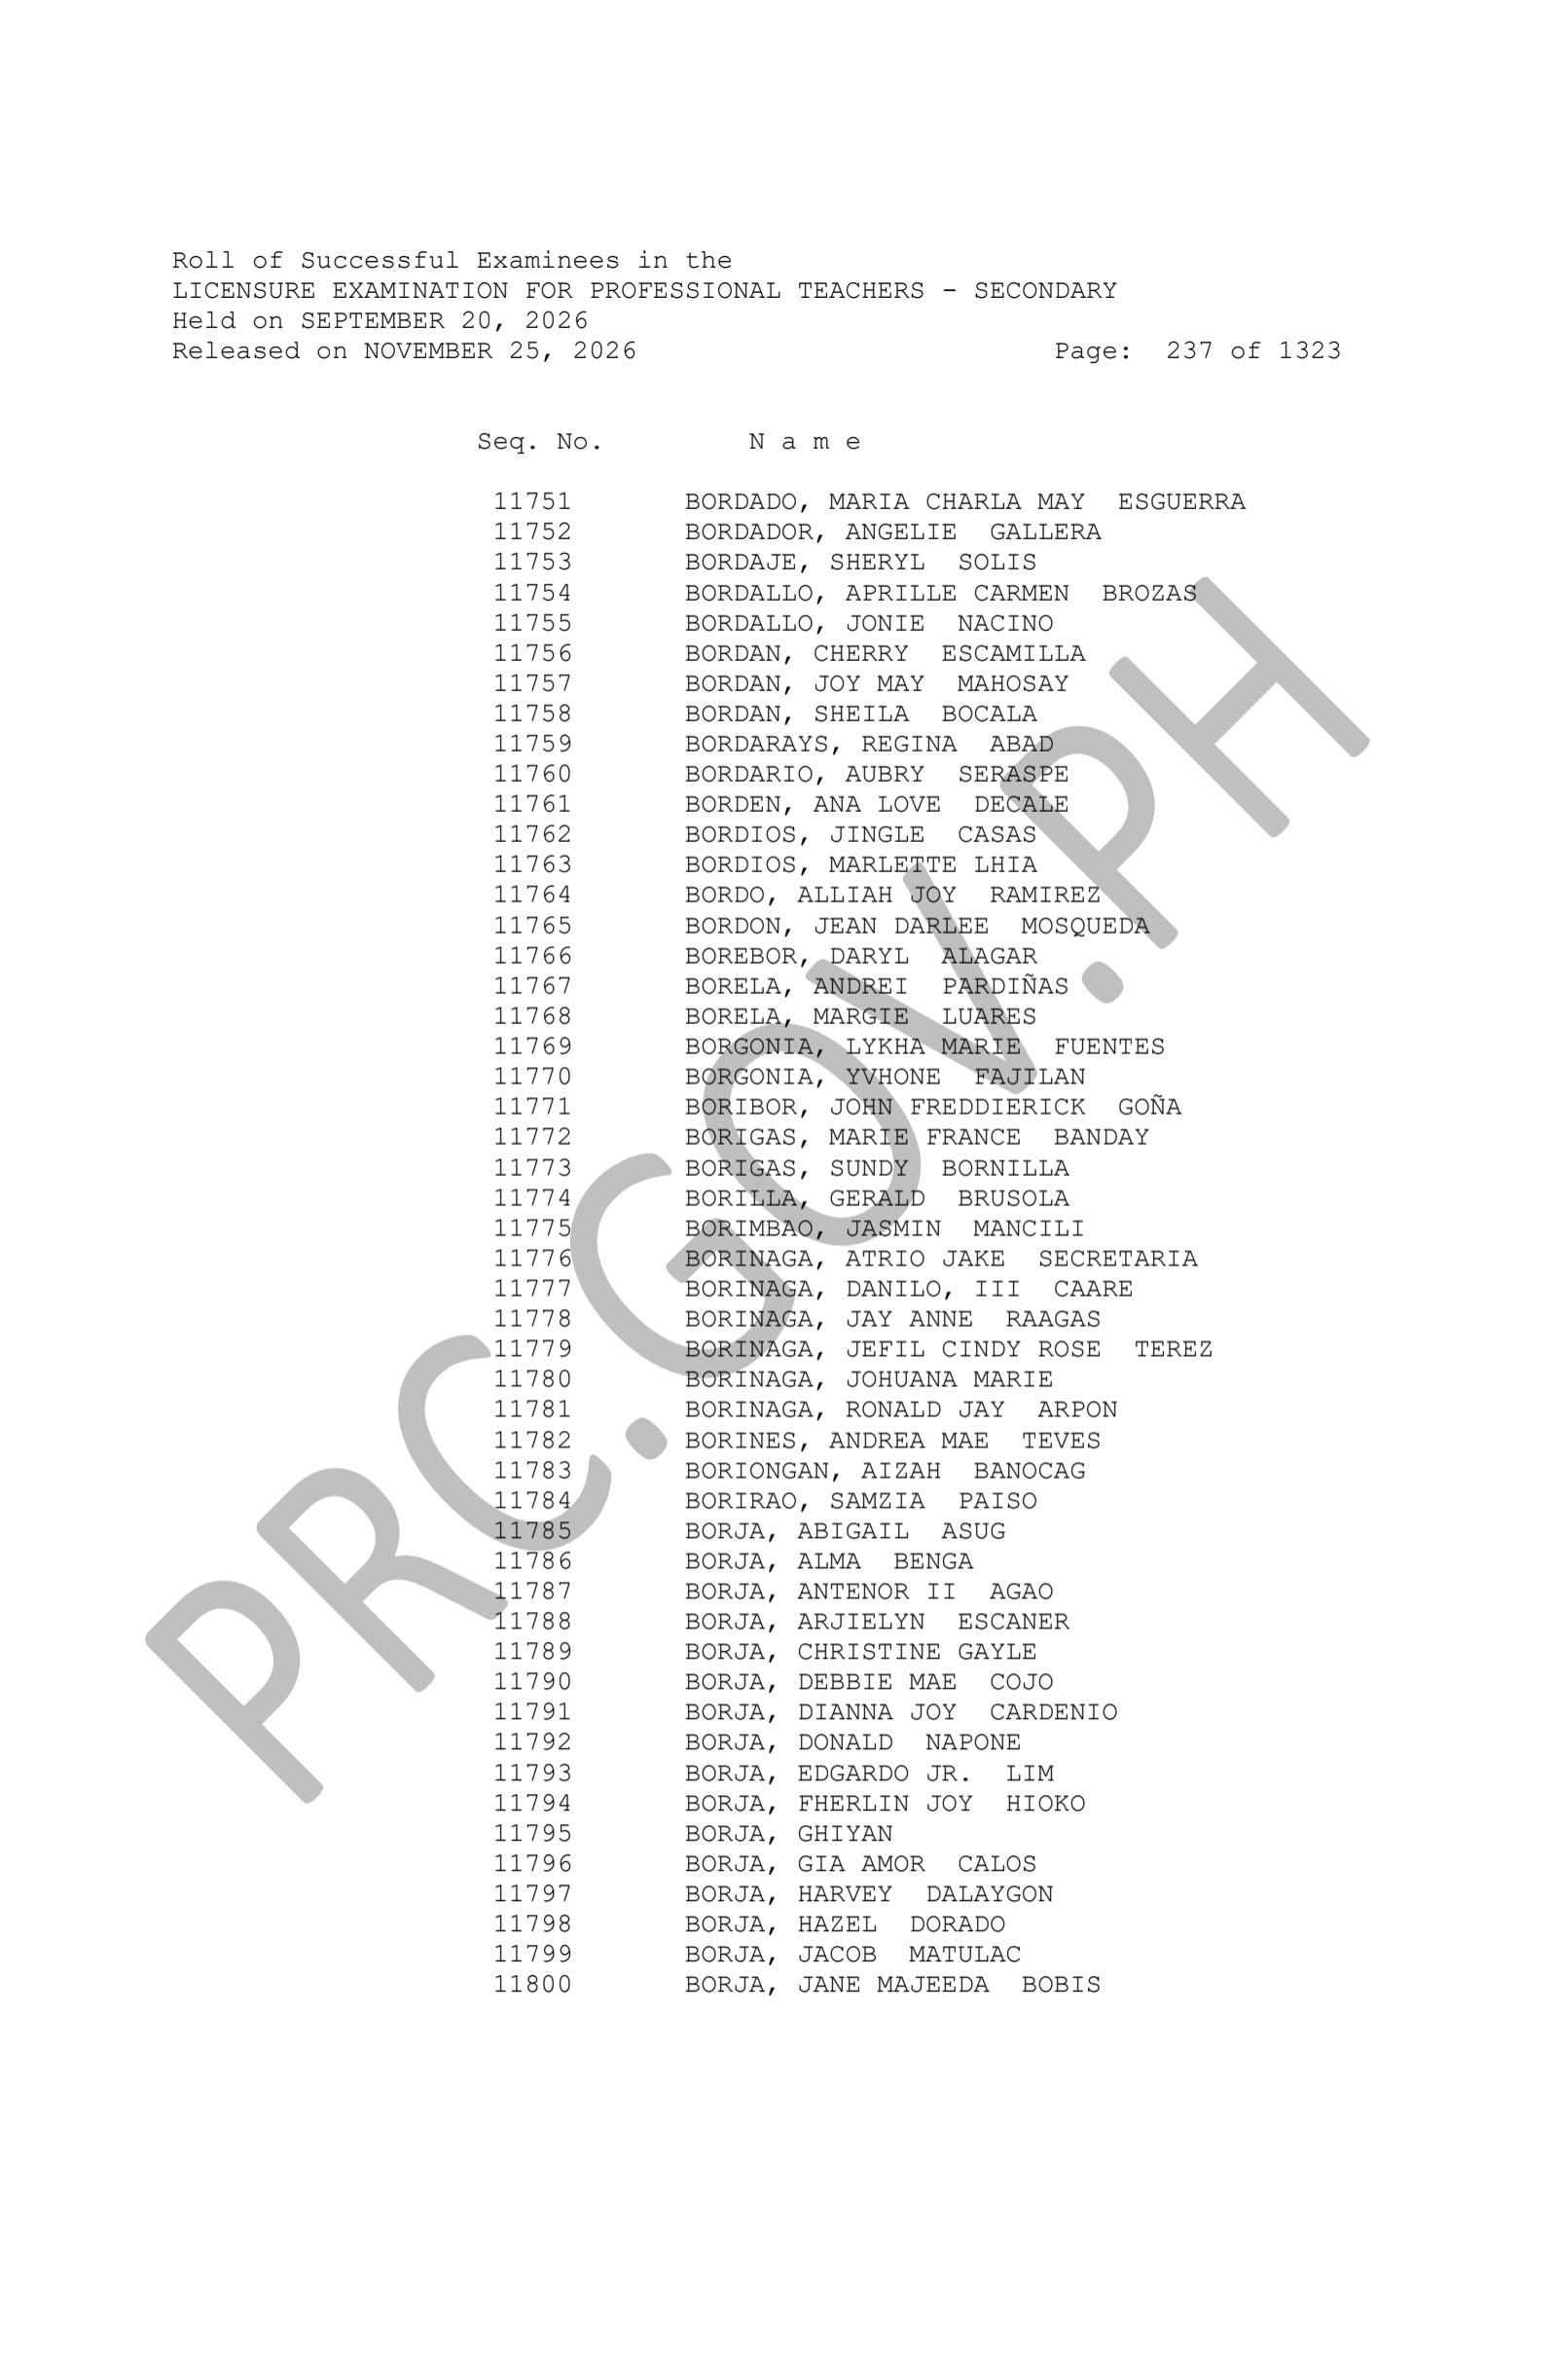 Roll of Successful Examinees in the
LICENSURE EXAMINATION FOR PROFESSIONAL TEACHERS - SECONDARY
Held on SEPTEMBER 20, 2026
Released on NOVEMBER 25, 2026 Page: 237 of 1323
Seq. No. N a m e
11751 BORDADO, MARIA CHARLA MAY ESGUERRA
11752 BORDADOR, ANGELIE GALLERA
11753 BORDAJE, SHERYL SOLIS
11754 BORDALLO, APRILLE CARMEN BROZAS
11755 BORDALLO, JONIE NACINO
11756 BORDAN, CHERRY ESCAMILLA
11757 BORDAN, JOY MAY MAHOSAY
11758 BORDAN, SHEILA BOCALA
11759 BORDARAYS, REGINA ABAD
11760 BORDARIO, AUBRY SERASPE
11761 BORDEN, ANA LOVE DECALE
11762 BORDIOS, JINGLE CASAS
11763 BORDIOS, MARLETTE LHIA
11764 BORDO, ALLIAH JOY RAMIREZ
11765 BORDON, JEAN DARLEE MOSQUEDA
11766 BOREBOR, DARYL ALAGAR
11767 BORELA, ANDREI PARDIÑAS
11768 BORELA, MARGIE LUARES
11769 BORGONIA, LYKHA MARIE FUENTES
11770 BORGONIA, YVHONE FAJILAN
11771 BORIBOR, JOHN FREDDIERICK GOÑA
11772 BORIGAS, MARIE FRANCE BANDAY
11773 BORIGAS, SUNDY BORNILLA
11774 BORILLA, GERALD BRUSOLA
11775 BORIMBAO, JASMIN MANCILI
11776 BORINAGA, ATRIO JAKE SECRETARIA
11777 BORINAGA, DANILO, III CAARE
11778 BORINAGA, JAY ANNE RAAGAS
11779 BORINAGA, JEFIL CINDY ROSE TEREZ
11780 BORINAGA, JOHUANA MARIE
11781 BORINAGA, RONALD JAY ARPON
11782 BORINES, ANDREA MAE TEVES
11783 BORIONGAN, AIZAH BANOCAG
11784 BORIRAO, SAMZIA PAISO
11785 BORJA, ABIGAIL ASUG
11786 BORJA, ALMA BENGA
11787 BORJA, ANTENOR II AGAO
11788 BORJA, ARJIELYN ESCANER
11789 BORJA, CHRISTINE GAYLE
11790 BORJA, DEBBIE MAE COJO
11791 BORJA, DIANNA JOY CARDENIO
11792 BORJA, DONALD NAPONE
11793 BORJA, EDGARDO JR. LIM
11794 BORJA, FHERLIN JOY HIOKO
11795 BORJA, GHIYAN
11796 BORJA, GIA AMOR CALOS
11797 BORJA, HARVEY DALAYGON
11798 BORJA, HAZEL DORADO
11799 BORJA, JACOB MATULAC
11800 BORJA, JANE MAJEEDA BOBIS
PRC.GOV.PH